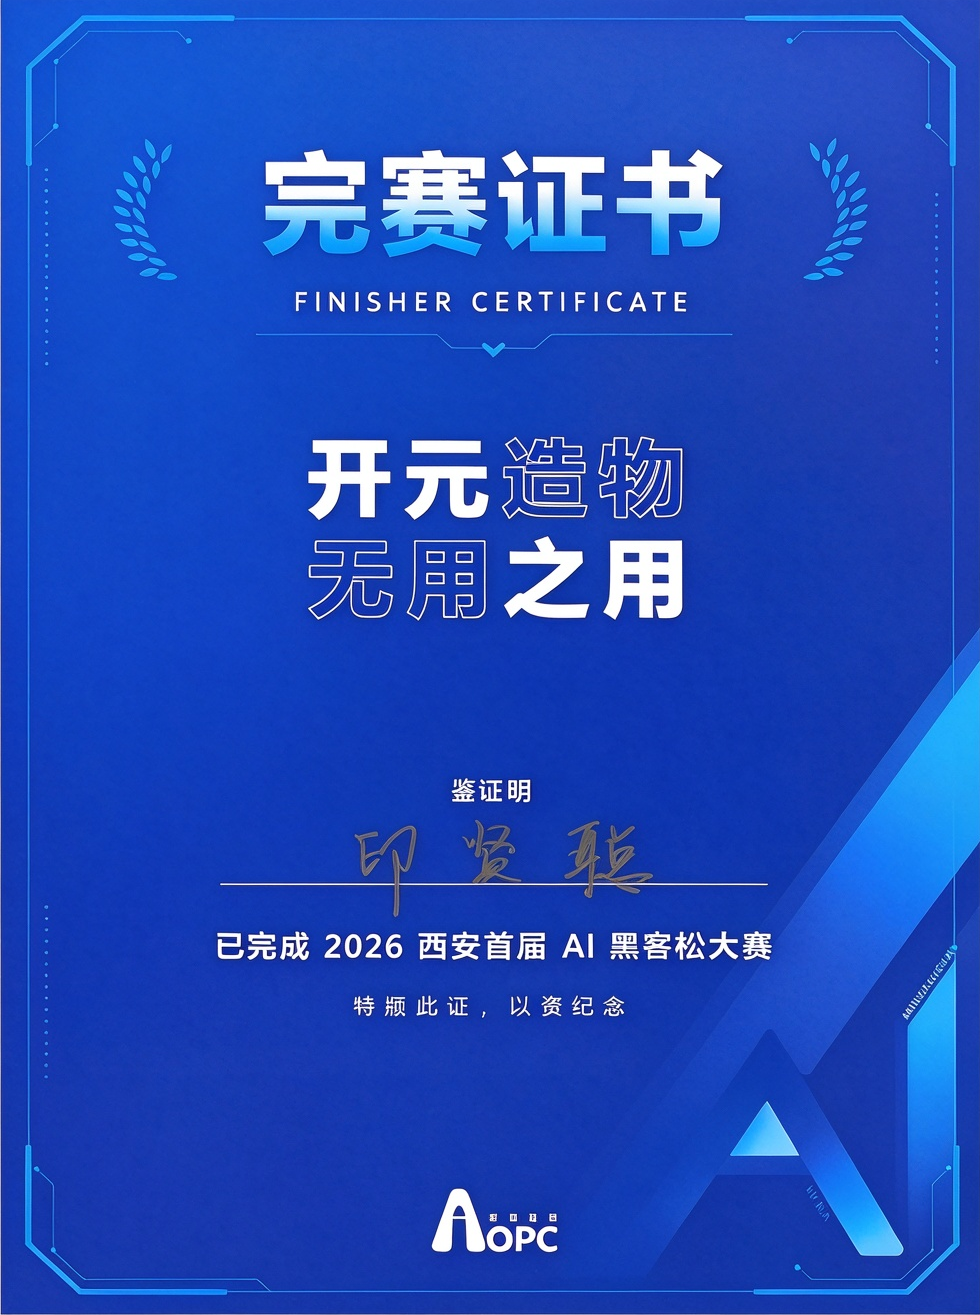 完赛证书
FINISHER CERTIFICATE
开元造物
无用之用
鉴证明
印贤聪
已完成 2026 西安首届 AI 黑客松大赛
特颁此证，以资纪念
AOPC